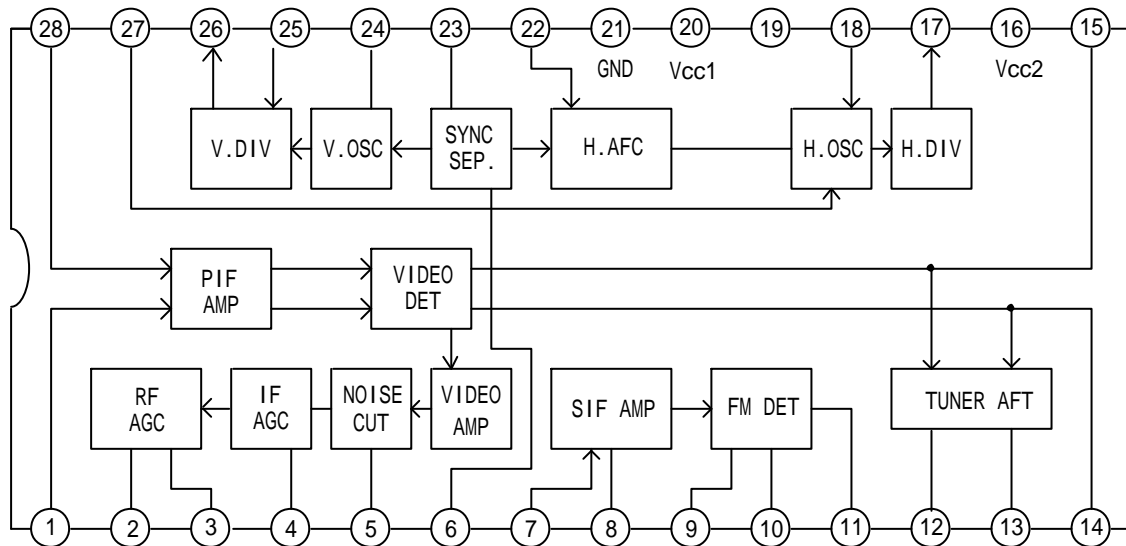 28 27 26 25 24 23 22 21 20 19 18 17 16 15
GND Vcc1 Vcc2
V.DIV V.OSC SYNC SEP. H.AFC H.OSC H.DIV
PIF AMP
VIDEO DET
RF AGC
IF AGC
NOISE CUT
VIDEO AMP
SIF AMP
FM DET
TUNER AFT
1 2 3 4 5 6 7 8 9 10 11 12 13 14